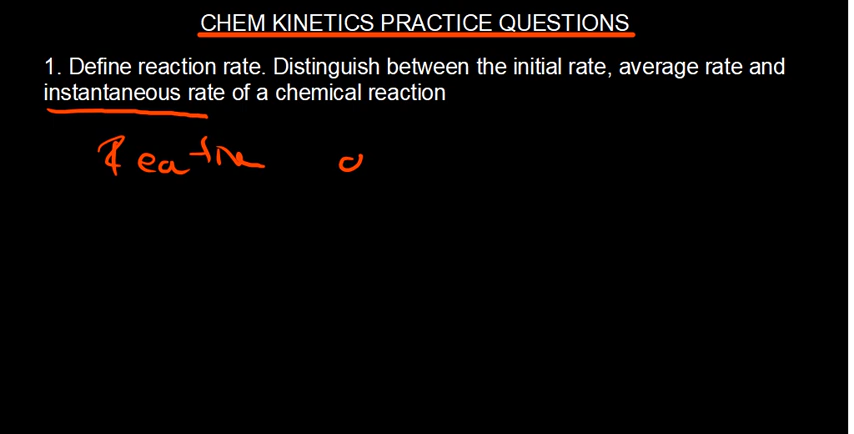 CHEM KINETICS PRACTICE QUESTIONS
1. Define reaction rate. Distinguish between the initial rate, average rate and
instantaneous rate of a chemical reaction